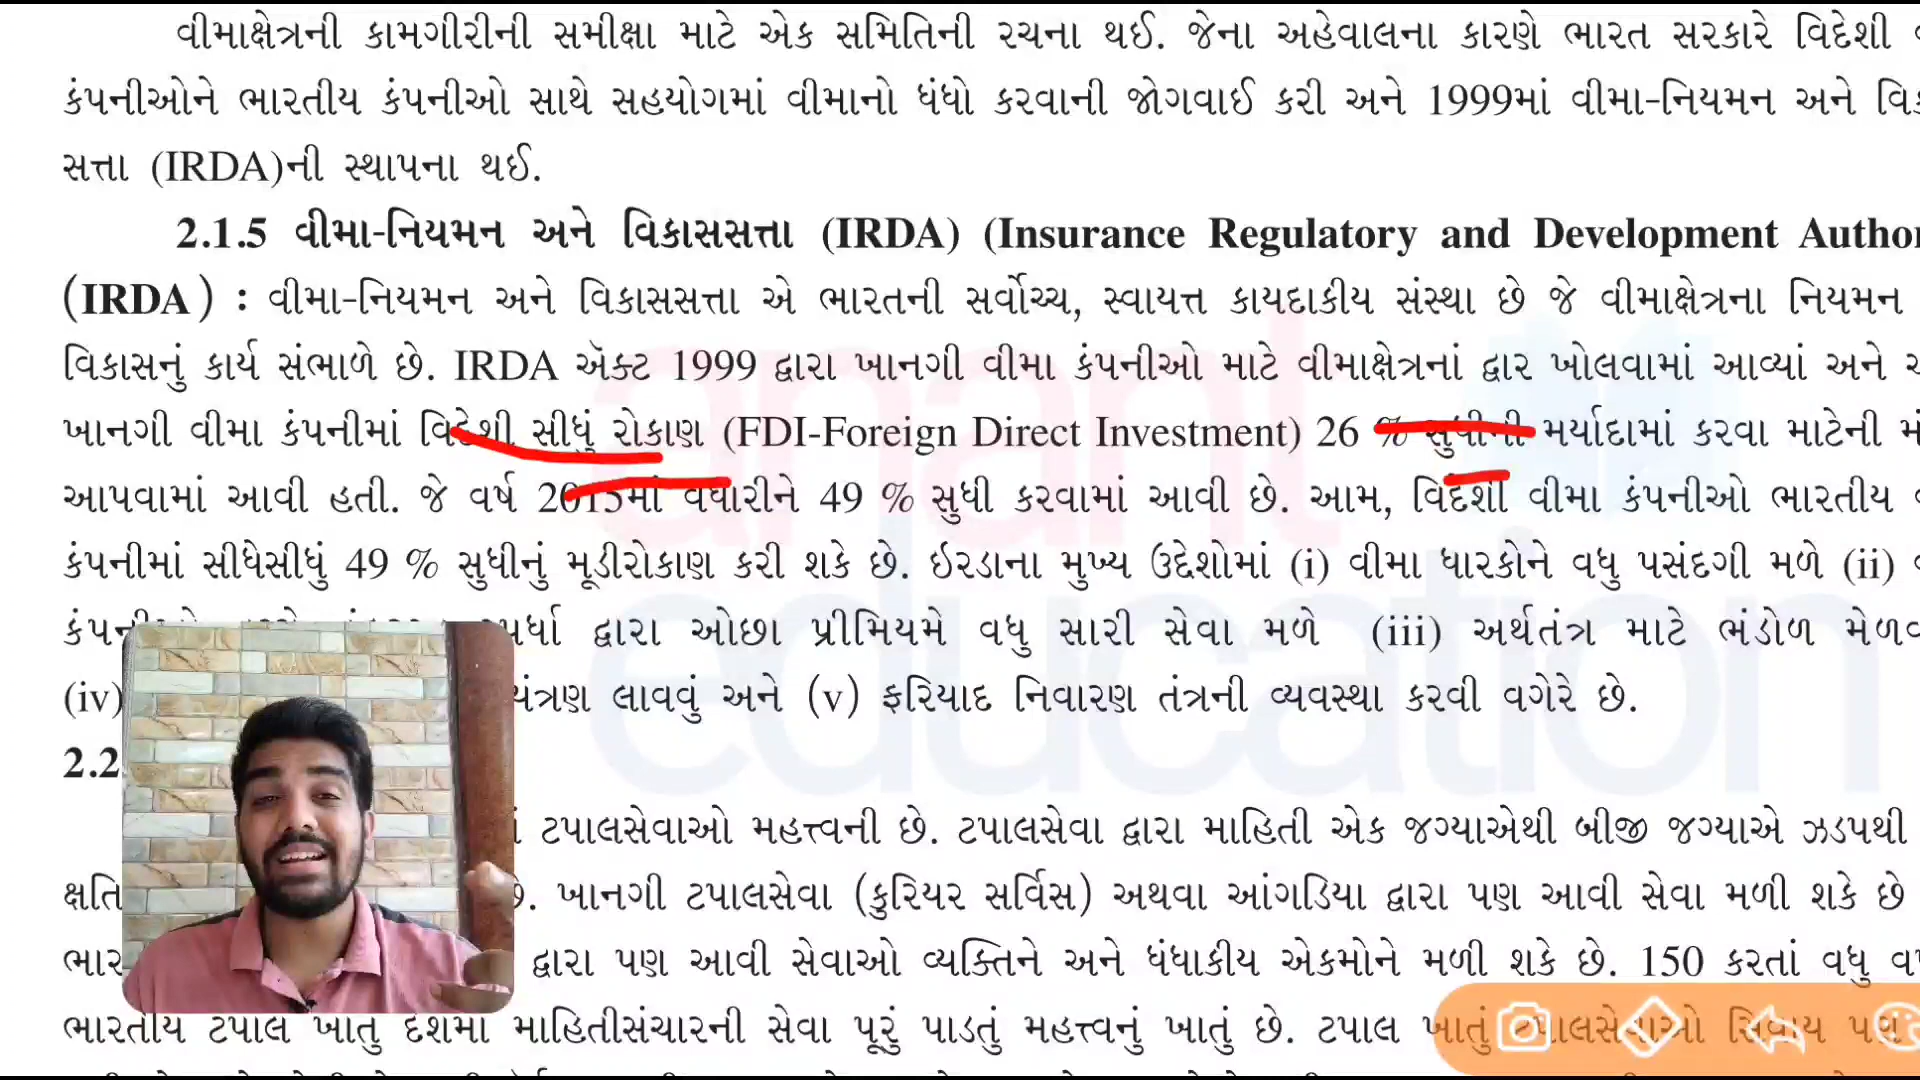 વીમાક્ષેત્રની કામગીરીની સમીક્ષા માટે એક સમિતિની રચના થઈ. જેના અહેવાલના કારણે ભારત સરકારે વિદેશી
કંપનીઓને ભારતીય કંપનીઓ સાથે સહયોગમાં વીમાનો ધંધો કરવાની જોગવાઈ કરી અને 1999માં વીમા-નિયમન અને
સત્તા (IRDA)ની સ્થાપના થઈ.
2.1.5 વીમા-નિયમન અને વિકાસસત્તા (IRDA) (Insurance Regulatory and Development
(IRDA) : વીમા-નિયમન અને વિકાસસત્તા એ ભારતની સર્વોચ્ચ, સ્વાયત્ત કાયદાકીય સંસ્થા છે જે વીમાક્ષેત્રના નિયમન
વિકાસનું કાર્ય સંભાળે છે. IRDA ઍક્ટ 1999 દ્વારા ખાનગી વીમા કંપનીઓ માટે વીમાક્ષેત્રનાં દ્વાર ખોલવામાં આવ્યાં અને
ખાનગી વીમા કંપનીમાં વિદેશી સીધું રોકાણ (FDI-Foreign Direct Investment) 26 % સુધીની મર્યાદામાં કરવા માટેની
આપવામાં આવી હતી. જે વર્ષ 2015માં વધારીને 49 % સુધી કરવામાં આવી છે. આમ, વિદેશી વીમા કંપનીઓ ભારતીય
કંપનીમાં સીધેસીધું 49 % સુધીનું મૂડીરોકાણ કરી શકે છે. ઇરડાના મુખ્ય ઉદ્દેશોમાં (i) વીમા ધારકોને વધુ પસંદગી મળે (ii)
દ્વારા ઓછા પ્રીમિયમે વધુ સારી સેવા મળે (iii) અર્થતંત્ર માટે ભંડોળ
(iv) લાવવું અને (v) ફરિયાદ નિવારણ તંત્રની વ્યવસ્થા કરવી વગેરે છે.
2.2
ટપાલસેવાઓ મહત્ત્વની છે. ટપાલસેવા દ્વારા માહિતી એક જગ્યાએથી બીજી જગ્યાએ ઝડપથી
છે. ખાનગી ટપાલસેવા (કુરિયર સર્વિસ) અથવા આંગડિયા દ્વારા પણ આવી સેવા મળી શકે છે
દ્વારા પણ આવી સેવાઓ વ્યક્તિને અને ધંધાકીય એકમોને મળી શકે છે. 150 કરતાં વધુ
ભારતીય ટપાલ ખાતુ દેશમાં માહિતીસંચારની સેવા પૂરું પાડતું મહત્ત્વનું ખાતું છે. ટપાલ ખાતું ટપાલસેવાઓ સિવાય પણ
anant
education